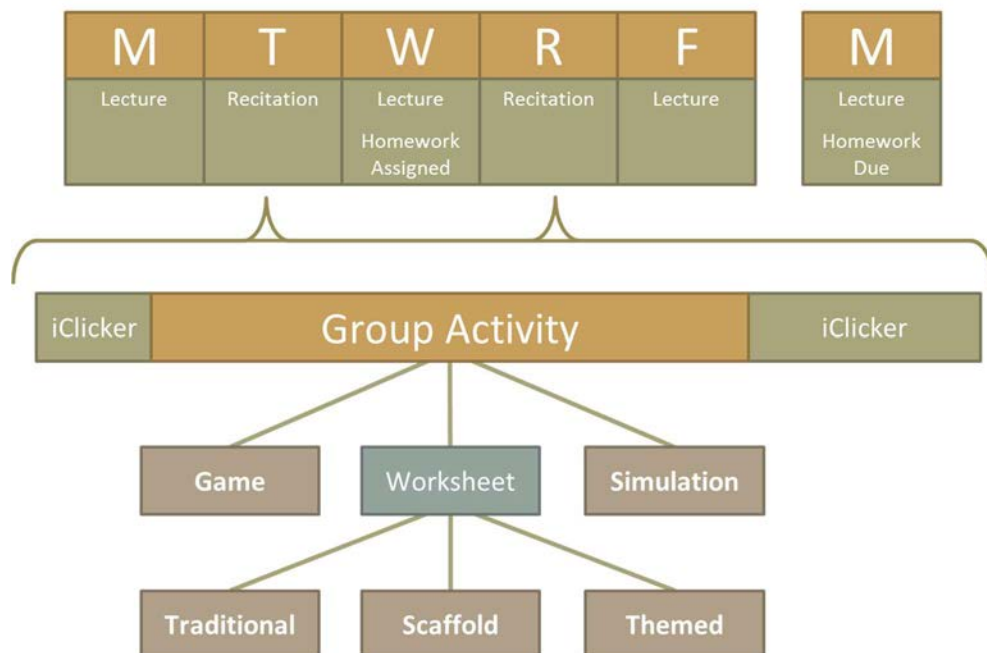 M T W R F M
Lecture Recitation Lecture Recitation Lecture Lecture
Homework Homework
Assigned Due
iClicker Group Activity iClicker
Game Worksheet Simulation
Traditional Scaffold Themed